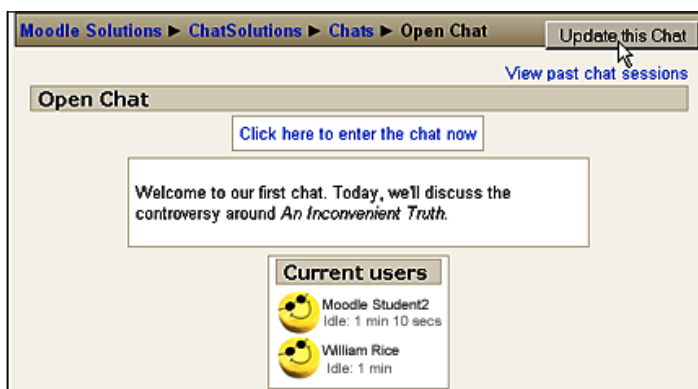 Moodle Solutions ► ChatSolutions ► Chats ► Open Chat
Update this Chat
View past chat sessions
Open Chat
Click here to enter the chat now
Welcome to our first chat. Today, we'll discuss the
controversy around An Inconvenient Truth.
Current users
Moodle Student2
Idle: 1 min 10 secs
William Rice
Idle: 1 min